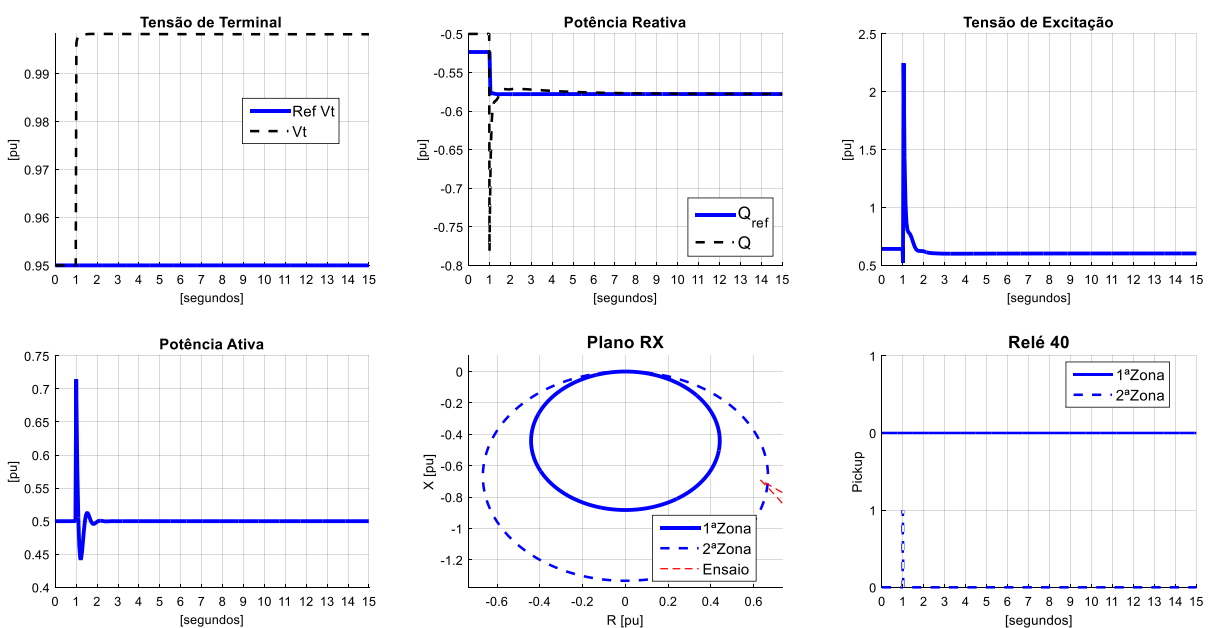 Tensão de Terminal
0.99
0.98
0.97
0.96
0.95
[pu]
Ref Vt
Vt
0 1 2 3 4 5 6 7 8 9 10 11 12 13 14 15
[segundos]
Potência Reativa
-0.5
-0.55
-0.6
-0.65
-0.7
-0.75
-0.8
[pu]
Qref
Q
0 1 2 3 4 5 6 7 8 9 10 11 12 13 14 15
[segundos]
Tensão de Excitação
2.5
2
1.5
1
0.5
[pu]
0 1 2 3 4 5 6 7 8 9 10 11 12 13 14 15
[segundos]
Potência Ativa
0.75
0.7
0.65
0.6
0.55
0.5
0.45
0.4
[pu]
0 1 2 3 4 5 6 7 8 9 10 11 12 13 14 15
[segundos]
Plano RX
0
-0.2
-0.4
-0.6
-0.8
-1
-1.2
X [pu]
1ªZona
2ªZona
Ensaio
-0.6 -0.4 -0.2 0 0.2 0.4 0.6
R [pu]
Relé 40
1
0
1
0
Pickup
1ªZona
2ªZona
0 1 2 3 4 5 6 7 8 9 10 11 12 13 14 15
[segundos]